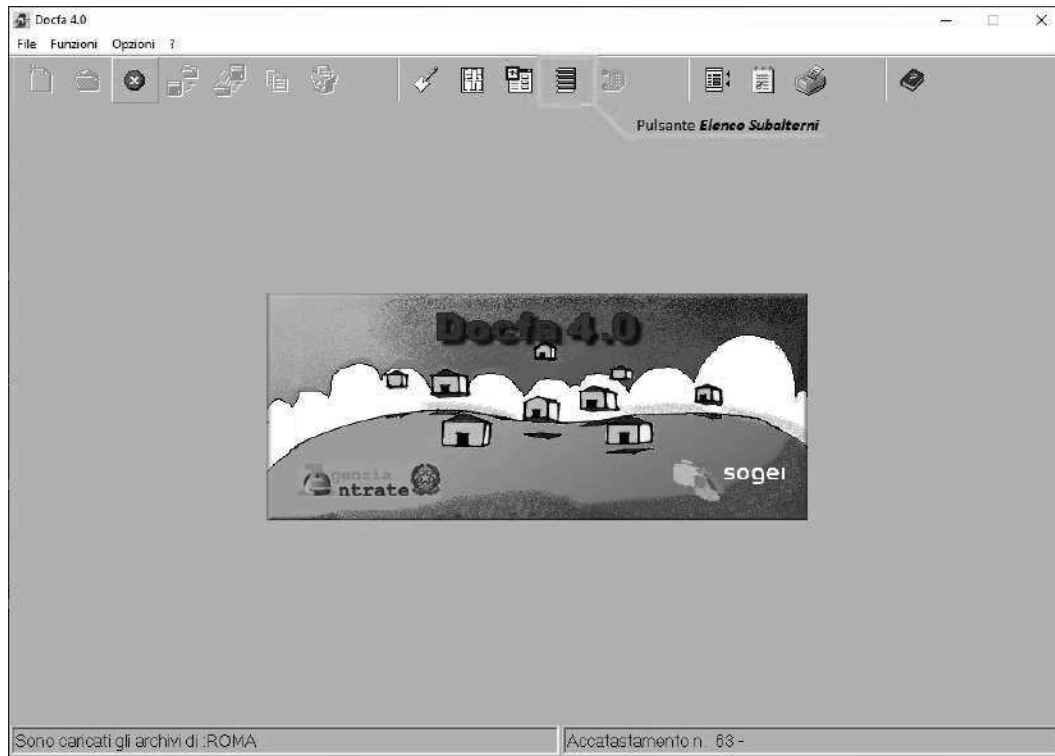 Docfa 4.0
File Funzioni Opzioni ?
Pulsante Elenco Subalterni
Docfa 4.0
genzia
ntrate
sogei
Sono caricati gli archivi di :ROMA
Accatastamento n. 63 -